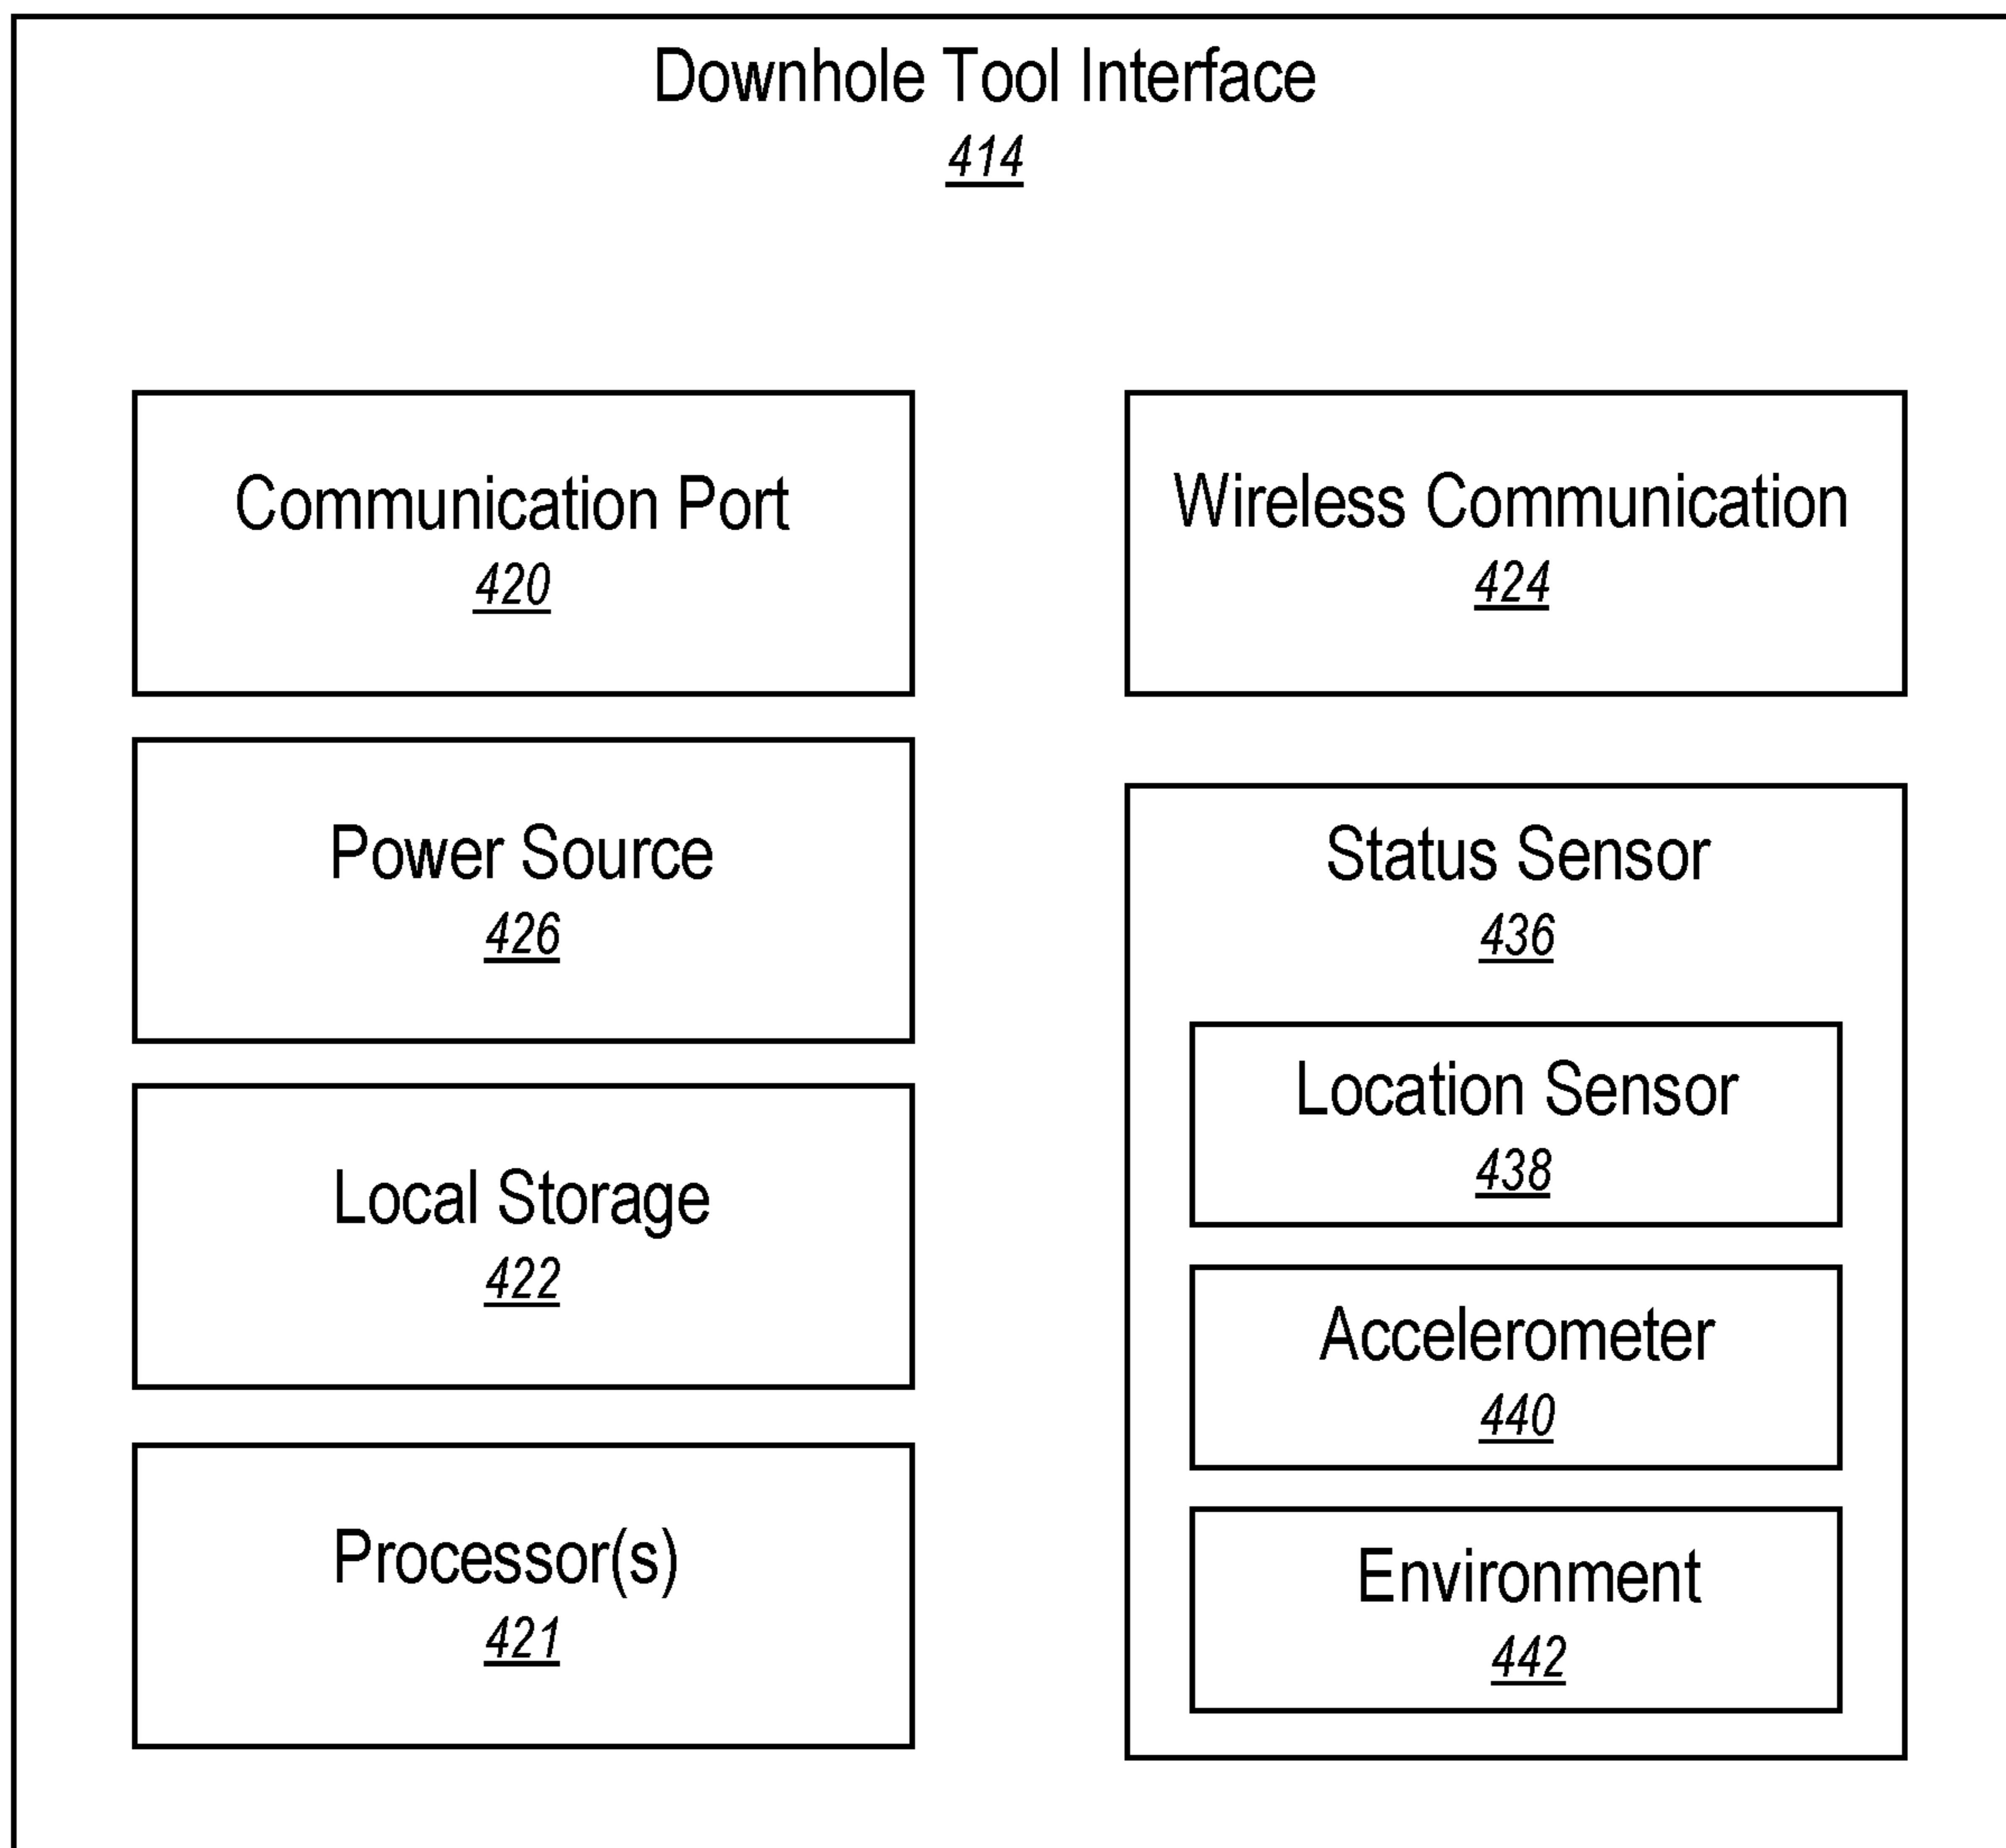 Downhole Tool Interface
414
Communication Port
420
Wireless Communication
424
Power Source
426
Local Storage
422
Processor(s)
421
Status Sensor
436
Location Sensor
438
Accelerometer
440
Environment
442